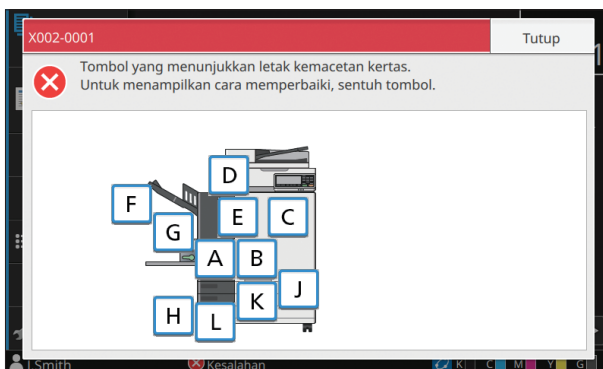 X002-0001
Tutup
Tombol yang menunjukkan letak kemacetan kertas.
Untuk menampilkan cara memperbaiki, sentuh tombol.
D
F
E
C
G
A
B
J
K
H
L
J.Smith
Kesalahan
K
C
M
Y
G